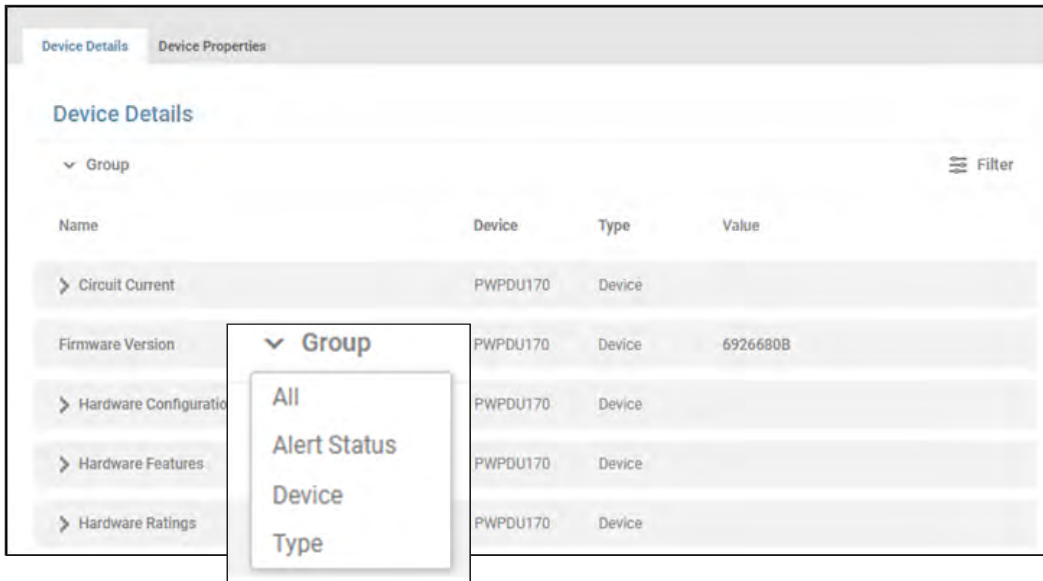 Device Details Device Properties
Device Details
Group Filter
Name Device Type Value
Circuit Current PWPDU170 Device
Firmware Version PWPDU170 Device 6926680B
Hardware Configuratio PWPDU170 Device
Hardware Features PWPDU170 Device
Hardware Ratings PWPDU170 Device
Group
All
Alert Status
Device
Type